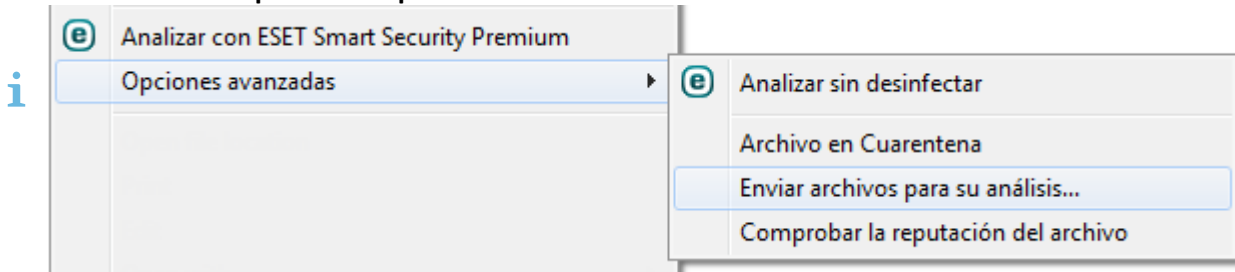 Analizar con ESET Smart Security Premium
Opciones avanzadas
Analizar sin desinfectar
Archivo en Cuarentena
Enviar archivos para su análisis...
Comprobar la reputación del archivo